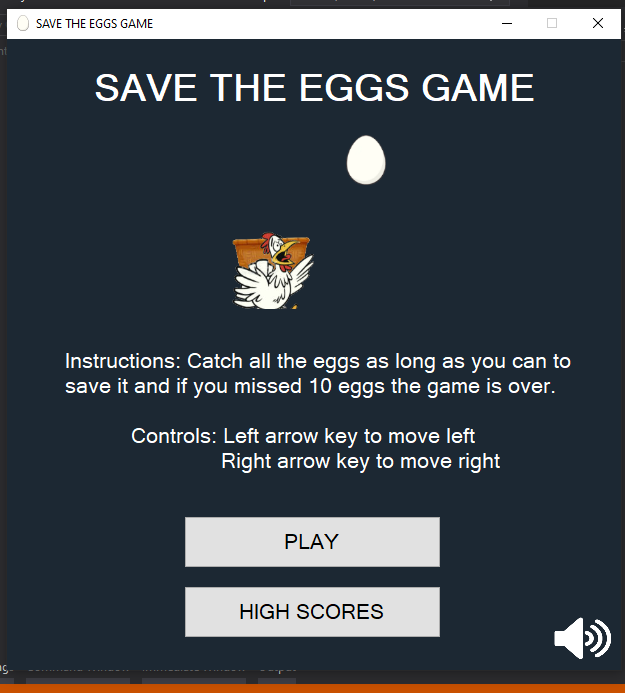 SAVE THE EGGS GAME
SAVE THE EGGS GAME
Instructions: Catch all the eggs as long as you can to
save it and if you missed 10 eggs the game is over.
Controls: Left arrow key to move left
Right arrow key to move right
PLAY
HIGH SCORES